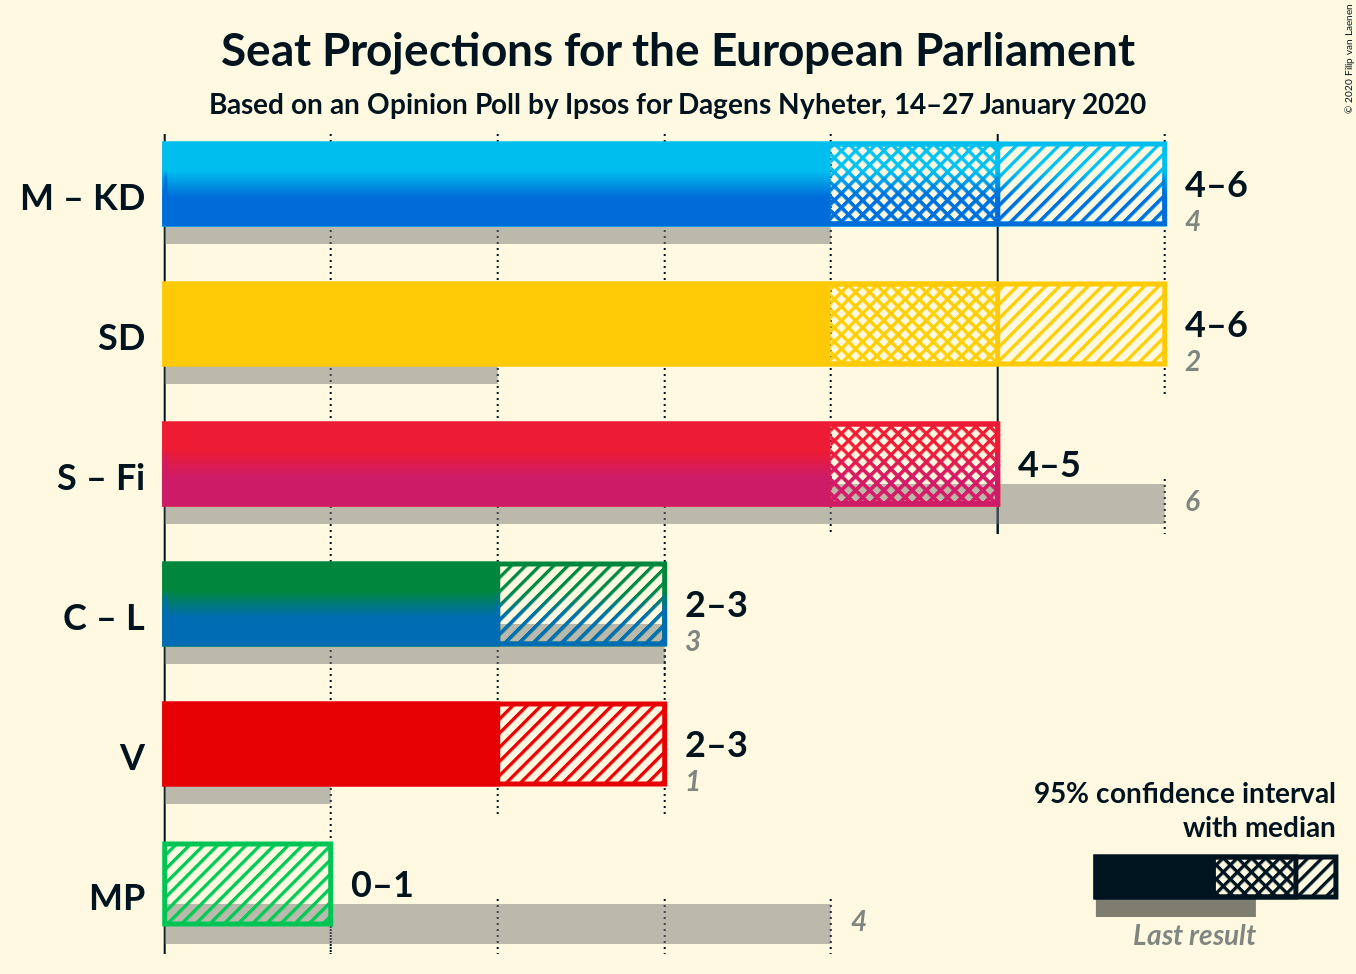 Seat Projections for the European Parliament
Based on an Opinion Poll by Ipsos for Dagens Nyheter, 14–27 January 2020
© 2020 Filip van Laenen
M – KD
4–6
4
SD
4–6
2
S – Fi
4–5
6
C – L
2–3
3
V
2–3
1
MP
0–1
4
95% confidence interval
with median
Last result